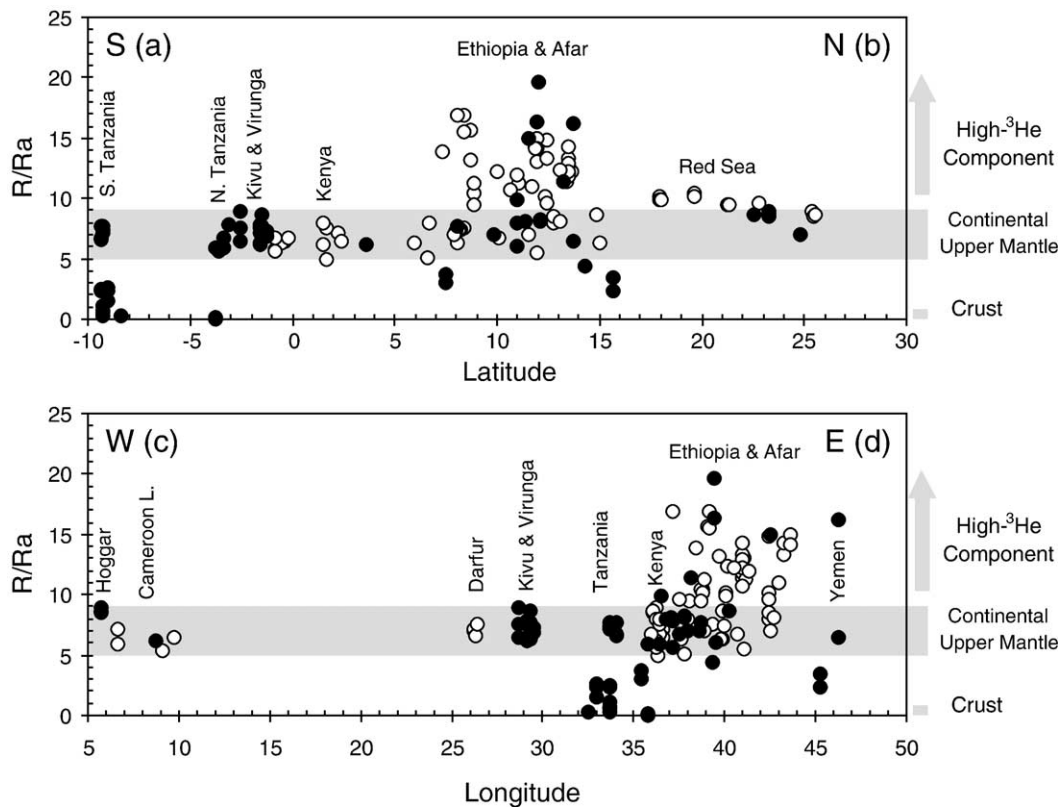 S (a)
Ethiopia & Afar
N (b)
25
20
15
10
5
0
R/Ra
S. Tanzania
N. Tanzania
Kivu & Virunga
Kenya
Red Sea
High-³He
Component
Continental
Upper Mantle
Crust
-10
-5
0
5
10
15
20
25
30
Latitude
W (c)
Ethiopia & Afar
E (d)
25
20
15
10
5
0
R/Ra
Hoggar
Cameroon L.
Darfur
Kivu & Virunga
Tanzania
Kenya
Yemen
High-³He
Component
Continental
Upper Mantle
Crust
5
10
15
20
25
30
35
40
45
50
Longitude